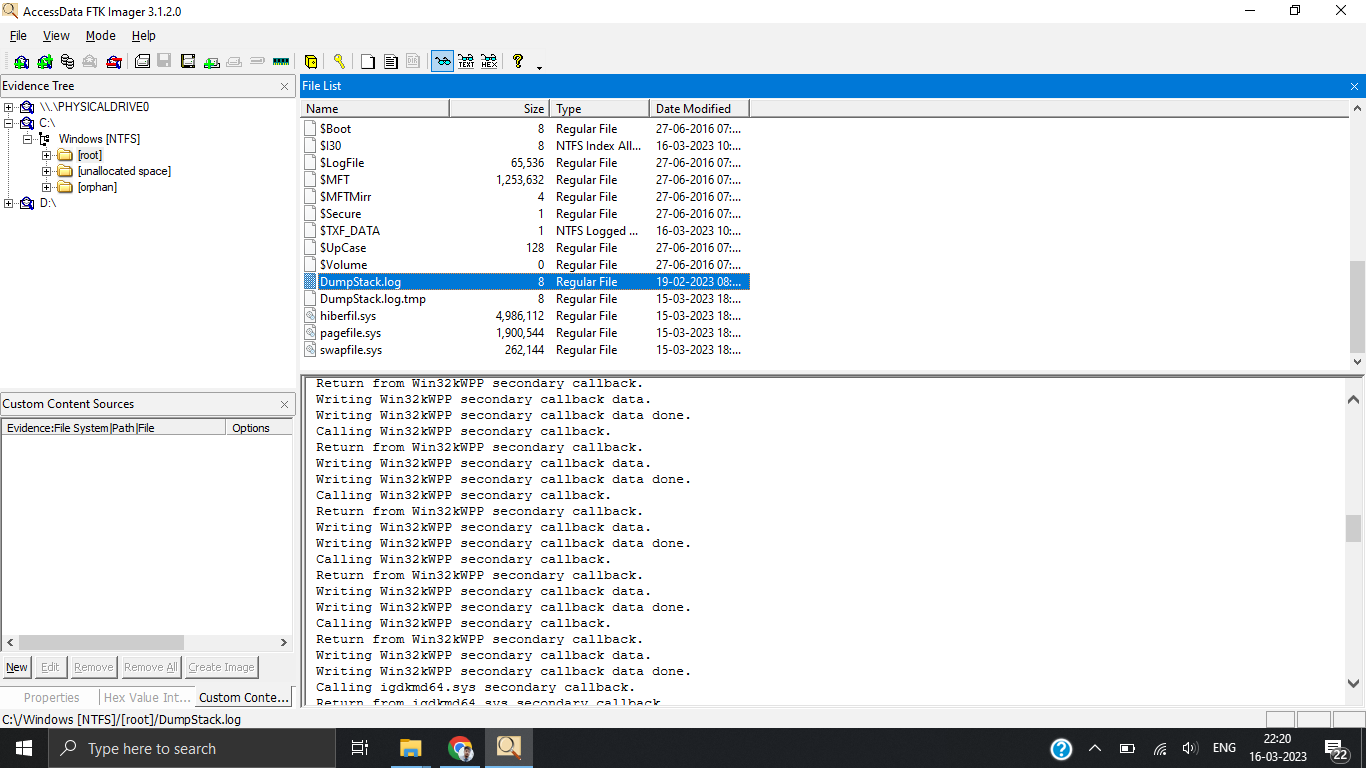 AccessData FTK Imager 3.1.2.0
File View Mode Help
Evidence Tree
\\.\PHYSICALDRIVE0
C:\
Windows [NTFS]
[root]
[unallocated space]
[orphan]
D:\
Custom Content Sources
Evidence:File System|Path|File Options
New Edit Remove Remove All Create Image
Properties Hex Value Int... Custom Conte...
File List
Name Size Type Date Modified
$Boot 8 Regular File 27-06-2016 07:...
$I30 8 NTFS Index All... 16-03-2023 10:...
$LogFile 65,536 Regular File 27-06-2016 07:...
$MFT 1,253,632 Regular File 27-06-2016 07:...
$MFTMirr 4 Regular File 27-06-2016 07:...
$Secure 1 Regular File 27-06-2016 07:...
$TXF_DATA 1 NTFS Logged ... 16-03-2023 10:...
$UpCase 128 Regular File 27-06-2016 07:...
$Volume 0 Regular File 27-06-2016 07:...
DumpStack.log 8 Regular File 19-02-2023 08:...
DumpStack.log.tmp 8 Regular File 15-03-2023 18:...
hiberfil.sys 4,986,112 Regular File 15-03-2023 18:...
pagefile.sys 1,900,544 Regular File 15-03-2023 18:...
swapfile.sys 262,144 Regular File 15-03-2023 18:...
Return from Win32kWPP secondary callback.
Writing Win32kWPP secondary callback data.
Writing Win32kWPP secondary callback data done.
Calling Win32kWPP secondary callback.
Return from Win32kWPP secondary callback.
Writing Win32kWPP secondary callback data.
Writing Win32kWPP secondary callback data done.
Calling Win32kWPP secondary callback.
Return from Win32kWPP secondary callback.
Writing Win32kWPP secondary callback data.
Writing Win32kWPP secondary callback data done.
Calling Win32kWPP secondary callback.
Return from Win32kWPP secondary callback.
Writing Win32kWPP secondary callback data.
Writing Win32kWPP secondary callback data done.
Calling Win32kWPP secondary callback.
Return from Win32kWPP secondary callback.
Writing Win32kWPP secondary callback data.
Writing Win32kWPP secondary callback data done.
Calling igdkmd64.sys secondary callback.
Return from igdkmd64.sys secondary callback
C:\/Windows [NTFS]/[root]/DumpStack.log
Type here to search
ENG
22:20
16-03-2023
22